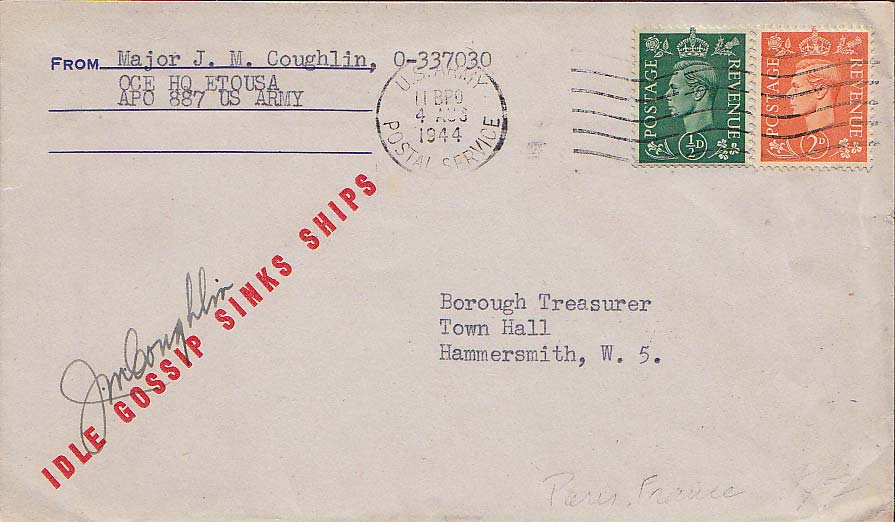 FROM Major J. M. Coughlin, O-337030
OCE HQ ETOUSA
APO 887 US ARMY
U.S. ARMY
11 BPO
4 AUG
1944
POSTAL SERVICE
POSTAGE REVENUE
½D
POSTAGE REVENUE
2D
J M Coughlin
IDLE GOSSIP SINKS SHIPS
Borough Treasurer
Town Hall
Hammersmith, W. 5.
Paris, France